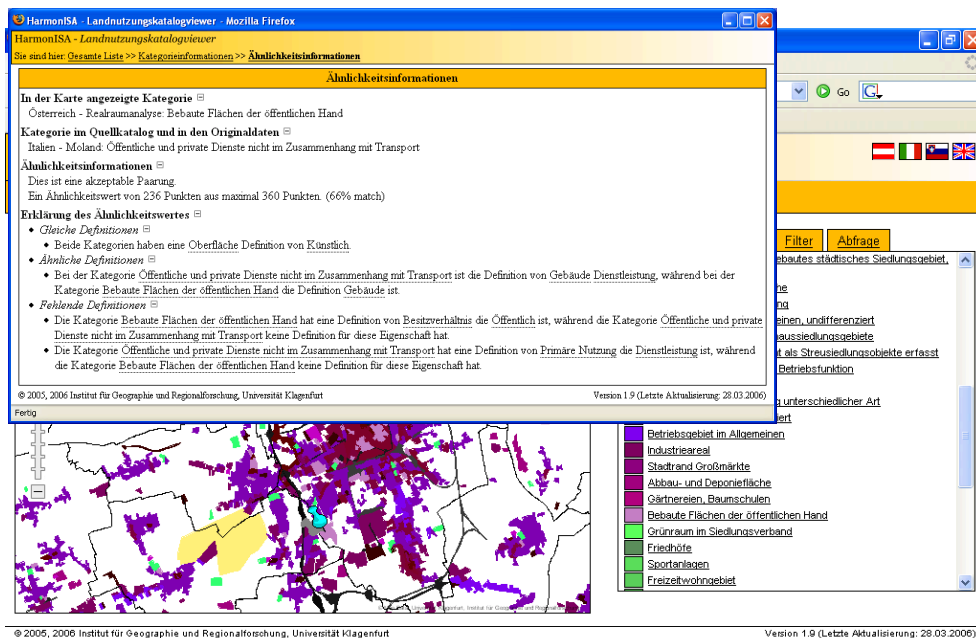 HarmonISA - Landnutzungskatalogviewer - Mozilla Firefox
HarmonISA - Landnutzungskatalogviewer
Sie sind hier: Gesamte Liste >> Kategorieinformationen >> Ähnlichkeitsinformationen
Ähnlichkeitsinformationen
In der Karte angezeigte Kategorie
Österreich - Realraumanalyse: Bebaute Flächen der öffentlichen Hand
Kategorie im Quellkatalog und in den Originaldaten
Italien - Moland: Öffentliche und private Dienste nicht im Zusammenhang mit Transport
Ähnlichkeitsinformationen
Dies ist eine akzeptable Paarung.
Ein Ähnlichkeitswert von 236 Punkten aus maximal 360 Punkten. (66% match)
Erklärung des Ähnlichkeitswertes
Gleiche Definitionen
Beide Kategorien haben eine Oberfläche Definition von Künstlich.
Ähnliche Definitionen
Bei der Kategorie Öffentliche und private Dienste nicht im Zusammenhang mit Transport ist die Definition von Gebäude Dienstleistung, während bei der
Kategorie Bebaute Flächen der öffentlichen Hand die Definition Gebäude ist.
Fehlende Definitionen
Die Kategorie Bebaute Flächen der öffentlichen Hand hat eine Definition von Besitzverhältnis die Öffentlich ist, während die Kategorie Öffentliche und private
Dienste nicht im Zusammenhang mit Transport keine Definition für diese Eigenschaft hat.
Die Kategorie Öffentliche und private Dienste nicht im Zusammenhang mit Transport hat eine Definition von Primäre Nutzung die Dienstleistung ist, während
die Kategorie Bebaute Flächen der öffentlichen Hand keine Definition für diese Eigenschaft hat.
© 2005, 2006 Institut für Geographie und Regionalforschung, Universität Klagenfurt
Version 1.9 (Letzte Aktualisierung: 28.03.2006)
Fertig
Go
G
Filter
Abfrage
ebautes städtisches Siedlungsgebiet,
einen, undifferenziert
aussiedlungsgebiete
t als Streusiedlungsobjekte erfasst
Betriebsfunktion
g unterschiedlicher Art
Betriebsgebiet im Allgemeinen
Industrieareal
Stadtrand Großmärkte
Abbau- und Deponiefläche
Gärtnereien, Baumschulen
Bebaute Flächen der öffentlichen Hand
Grünraum im Siedlungsverband
Friedhöfe
Sportanlagen
Freizeitwohngebiet
© 2005, 2006 Institut für Geographie und Regionalforschung, Universität Klagenfurt
Version 1.9 (Letzte Aktualisierung: 28.03.2006)